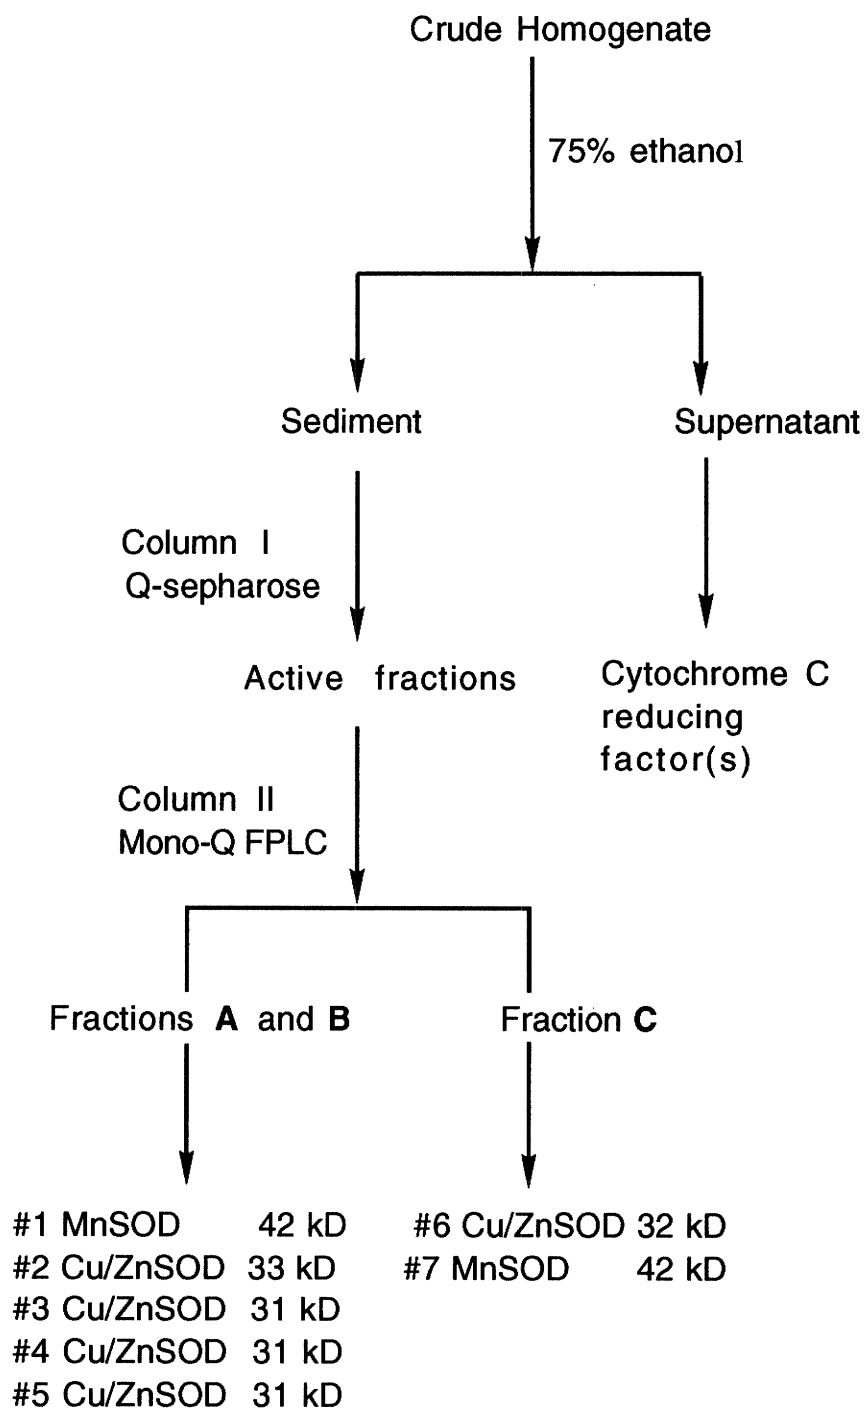 Crude Homogenate
75% ethanol
Sediment
Supernatant
Column I
Q-sepharose
Active fractions
Cytochrome C
reducing
factor(s)
Column II
Mono-Q FPLC
Fractions A and B
Fraction C
#1 MnSOD 42 kD
#2 Cu/ZnSOD 33 kD
#3 Cu/ZnSOD 31 kD
#4 Cu/ZnSOD 31 kD
#5 Cu/ZnSOD 31 kD
#6 Cu/ZnSOD 32 kD
#7 MnSOD 42 kD